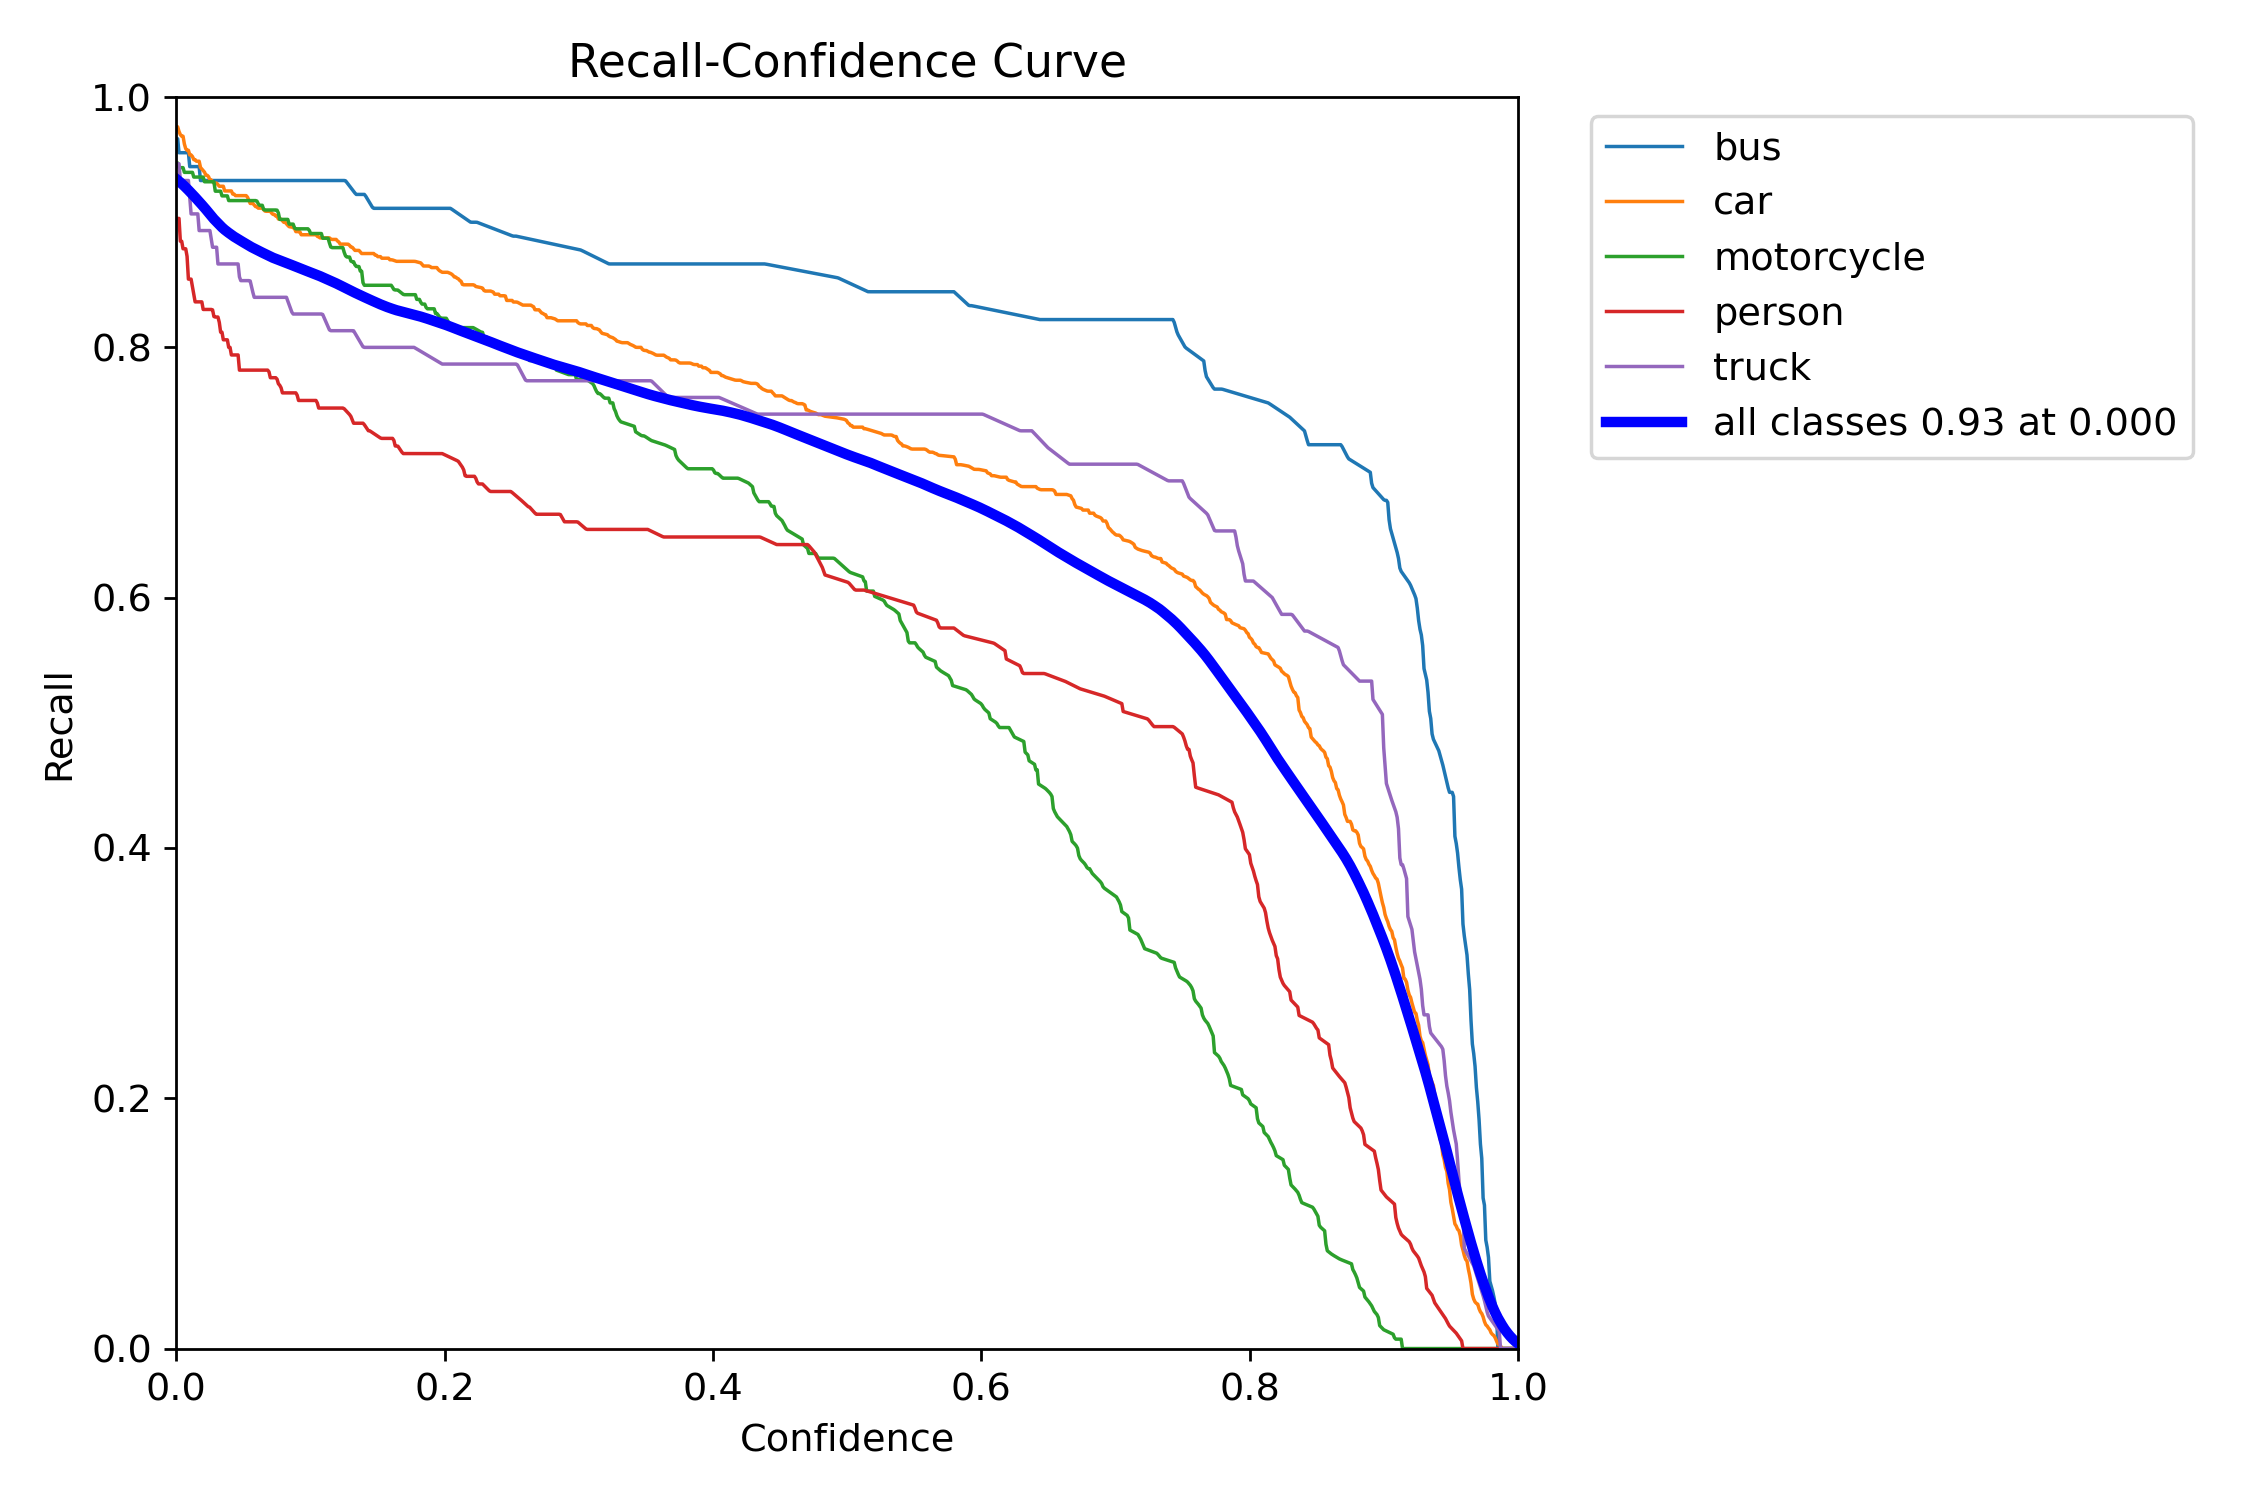 Recall-Confidence Curve
1.0
0.8
0.6
0.4
0.2
0.0
Recall
0.0 0.2 0.4 0.6 0.8 1.0
Confidence
bus
car
motorcycle
person
truck
all classes 0.93 at 0.000